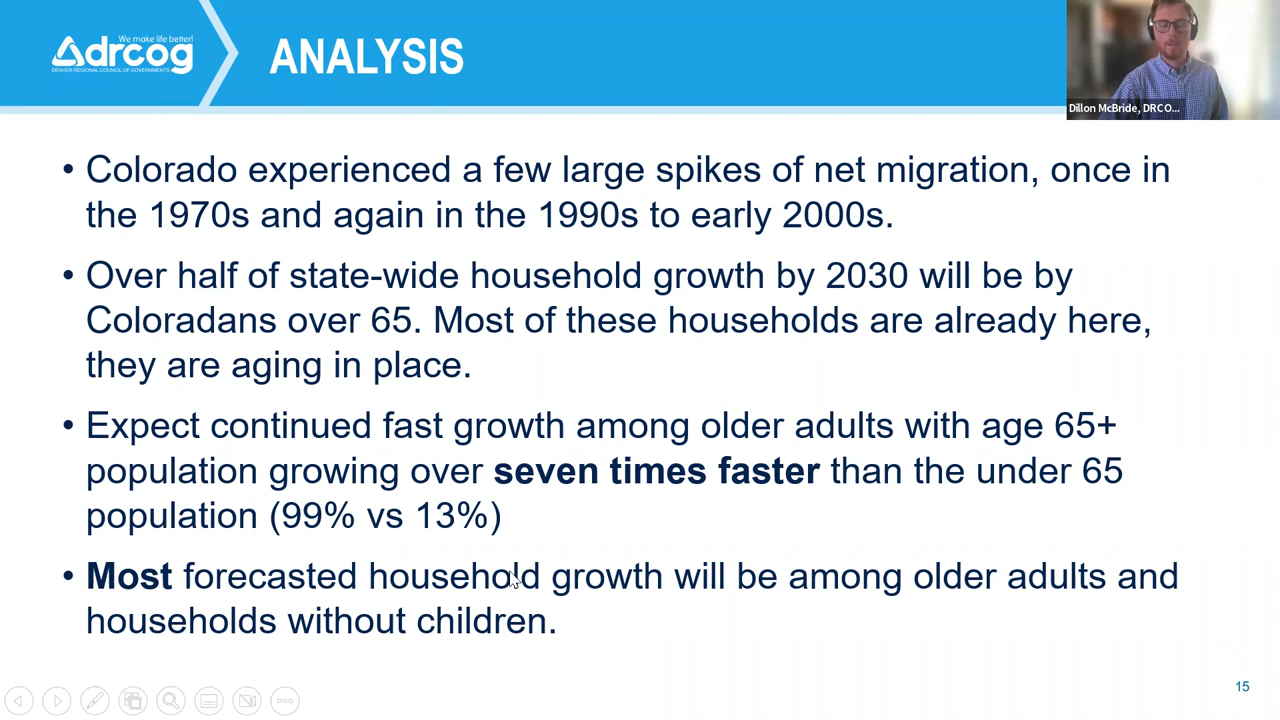 We make life better!
drcog
DENVER REGIONAL COUNCIL OF GOVERNMENTS
ANALYSIS
Dillon McBride, DRCO...
• Colorado experienced a few large spikes of net migration, once in
the 1970s and again in the 1990s to early 2000s.
• Over half of state-wide household growth by 2030 will be by
Coloradans over 65. Most of these households are already here,
they are aging in place.
• Expect continued fast growth among older adults with age 65+
population growing over seven times faster than the under 65
population (99% vs 13%)
• Most forecasted household growth will be among older adults and
households without children.
15